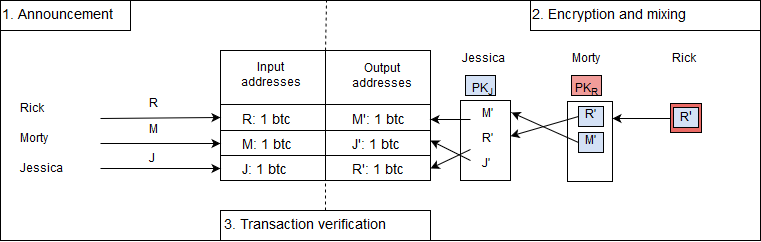 1. Announcement
2. Encryption and mixing
Jessica Morty Rick
Input addresses
Output addresses
PKJ PKR
Rick R
R: 1 btc M': 1 btc M' R' R'
Morty M
M: 1 btc J': 1 btc R' M'
Jessica J
J: 1 btc R': 1 btc J'
3. Transaction verification